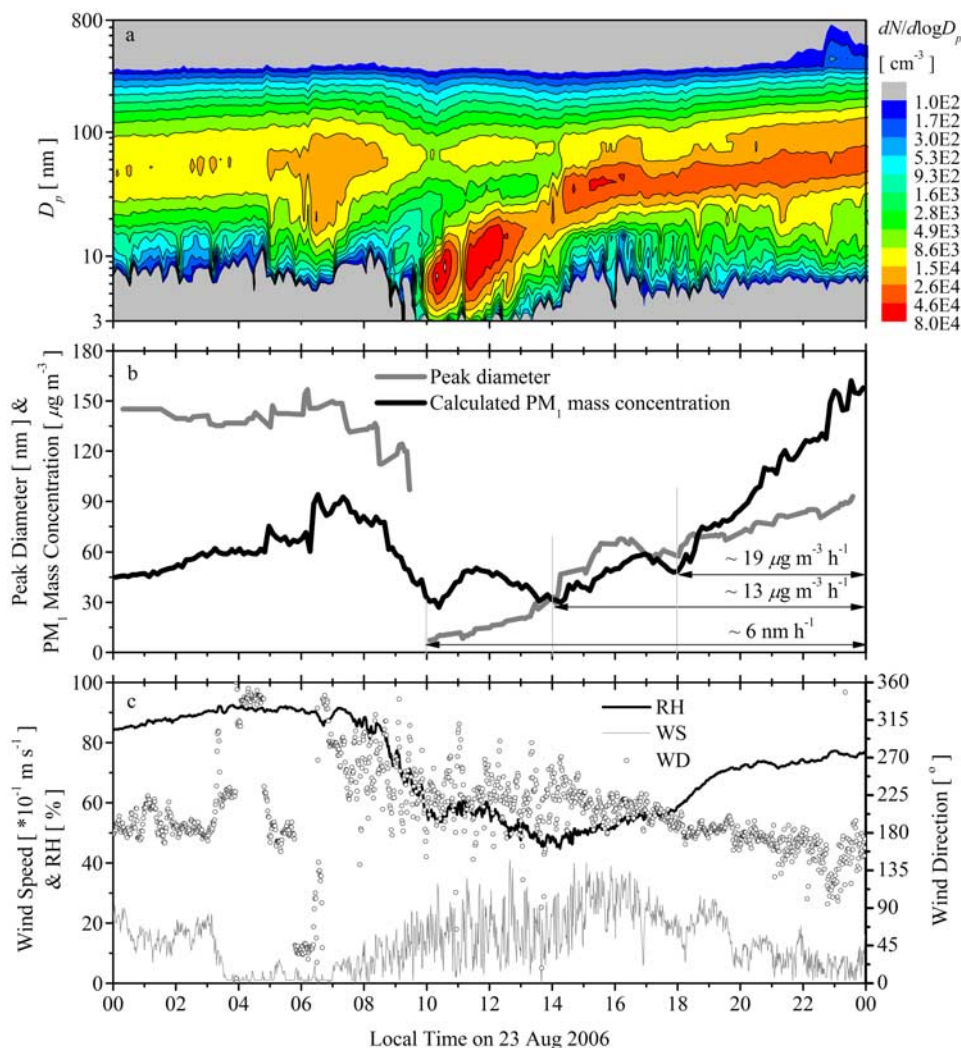 800
100
10
3
D_p [ nm ]
a
dN/dlogD_p
[ cm⁻³ ]
1.0E2
1.7E2
3.0E2
5.3E2
9.3E2
1.6E3
2.8E3
4.9E3
8.6E3
1.5E4
2.6E4
4.6E4
8.0E4
180
150
120
90
60
30
0
Peak Diameter [ nm ] &
PM₁ Mass Concentration [ μg m⁻³ ]
b
Peak diameter
Calculated PM₁ mass concentration
~ 19 μg m⁻³ h⁻¹
~ 13 μg m⁻³ h⁻¹
~ 6 nm h⁻¹
100
80
60
40
20
0
Wind Speed [ *10⁻¹ m s⁻¹ ]
& RH [ % ]
c
RH
WS
WD
360
315
270
225
180
135
90
45
0
Wind Direction [ º ]
00 02 04 06 08 10 12 14 16 18 20 22 00
Local Time on 23 Aug 2006